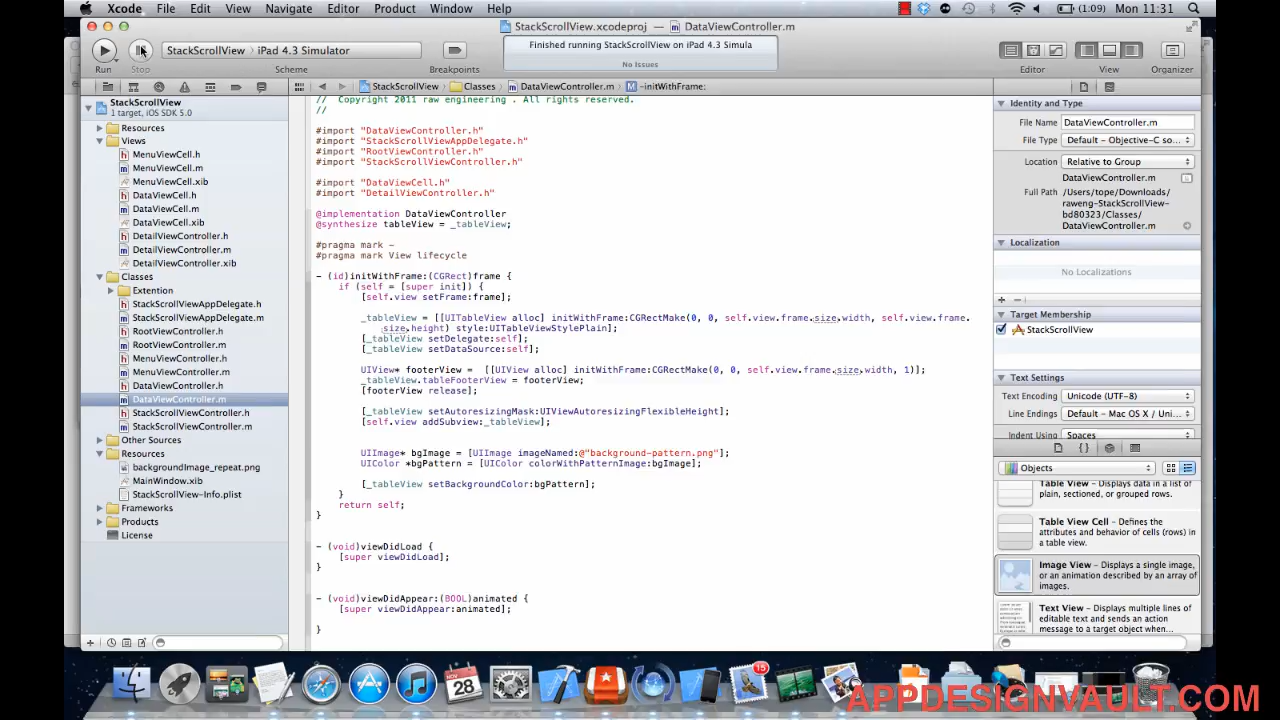 Xcode File Edit View Navigate Editor Product Window Help (1:09) Mon 11:31
StackScrollView.xcodeproj — DataViewController.m
StackScrollView iPad 4.3 Simulator
Finished running StackScrollView on iPad 4.3 Simula
No Issues
Run Stop Scheme Breakpoints Editor View Organizer
StackScrollView Classes DataViewController.m M -initWithFrame:
StackScrollView
1 target, iOS SDK 5.0
Resources
Views
MenuViewCell.h
MenuViewCell.m
MenuViewCell.xib
DataViewCell.h
DataViewCell.m
DataViewCell.xib
DetailViewController.h
DetailViewController.m
DetailViewController.xib
Classes
Extention
StackScrollViewAppDelegate.h
StackScrollViewAppDelegate.m
RootViewController.h
RootViewController.m
MenuViewController.h
MenuViewController.m
DataViewController.h
DataViewController.m
StackScrollViewController.h
StackScrollViewController.m
Other Sources
Resources
backgroundImage_repeat.png
MainWindow.xib
StackScrollView-Info.plist
Frameworks
Products
License
// Copyright 2011 raw engineering . All rights reserved.
//
#import "DataViewController.h"
#import "StackScrollViewAppDelegate.h"
#import "RootViewController.h"
#import "StackScrollViewController.h"
#import "DataViewCell.h"
#import "DetailViewController.h"
@implementation DataViewController
@synthesize tableView = _tableView;
#pragma mark -
#pragma mark View lifecycle
- (id)initWithFrame:(CGRect)frame {
if (self = [super init]) {
[self.view setFrame:frame];
_tableView = [[UITableView alloc] initWithFrame:CGRectMake(0, 0, self.view.frame.size.width, self.view.frame.
size.height) style:UITableViewStylePlain];
[_tableView setDelegate:self];
[_tableView setDataSource:self];
UIView* footerView = [[UIView alloc] initWithFrame:CGRectMake(0, 0, self.view.frame.size.width, 1)];
_tableView.tableFooterView = footerView;
[footerView release];
[_tableView setAutoresizingMask:UIViewAutoresizingFlexibleHeight];
[self.view addSubview:_tableView];
UIImage* bgImage = [UIImage imageNamed:@"background-pattern.png"];
UIColor *bgPattern = [UIColor colorWithPatternImage:bgImage];
[_tableView setBackgroundColor:bgPattern];
}
return self;
}
- (void)viewDidLoad {
[super viewDidLoad];
}
- (void)viewDidAppear:(BOOL)animated {
[super viewDidAppear:animated];
}
Identity and Type
File Name DataViewController.m
File Type Default - Objective-C so...
Location Relative to Group
DataViewController.m
Full Path /Users/tope/Downloads/
raweng-StackScrollView-
bd80323/Classes/
DataViewController.m
Localization
No Localizations
Target Membership
StackScrollView
Text Settings
Text Encoding Unicode (UTF-8)
Line Endings Default - Mac OS X / Uni...
Indent Using Spaces
Objects
Table View - Displays data in a list of
plain, sectioned, or grouped rows.
Table View Cell - Defines the
attributes and behavior of cells (rows) in
a table view.
Image View - Displays a single image,
or an animation described by an array of
images.
Text View - Displays multiple lines of
editable text and sends an action
message to a target object when...
NOV
28
15
APPDESIGNVAULT.COM